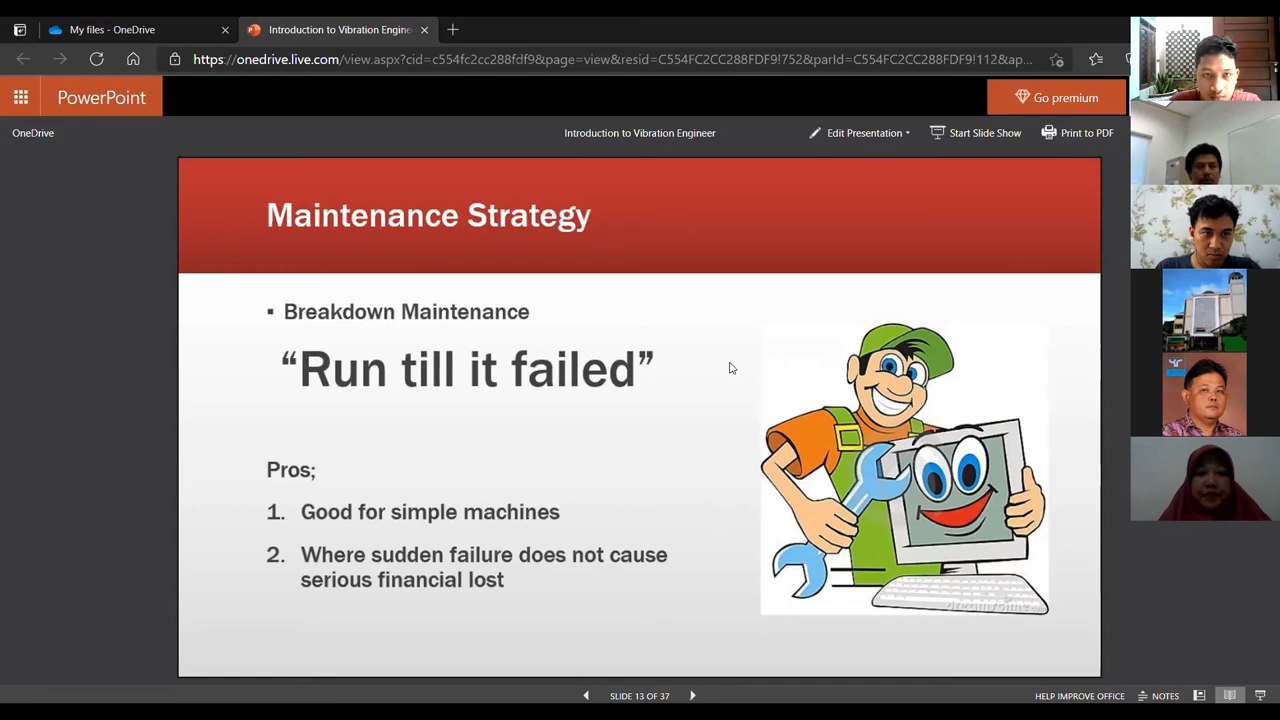 My files - OneDrive
Introduction to Vibration Engine
https://onedrive.live.com/view.aspx?cid=c554fc2cc288fdf9&page=view&resid=C554FC2CC288FDF9!752&parId=C554FC2CC288FDF9!112&ap...
PowerPoint
Go premium
OneDrive
Introduction to Vibration Engineer
Edit Presentation
Start Slide Show
Print to PDF
Maintenance Strategy
▪ Breakdown Maintenance
“Run till it failed”
Pros;
1. Good for simple machines
2. Where sudden failure does not cause
serious financial lost
dreamstime
SLIDE 13 OF 37
HELP IMPROVE OFFICE
NOTES